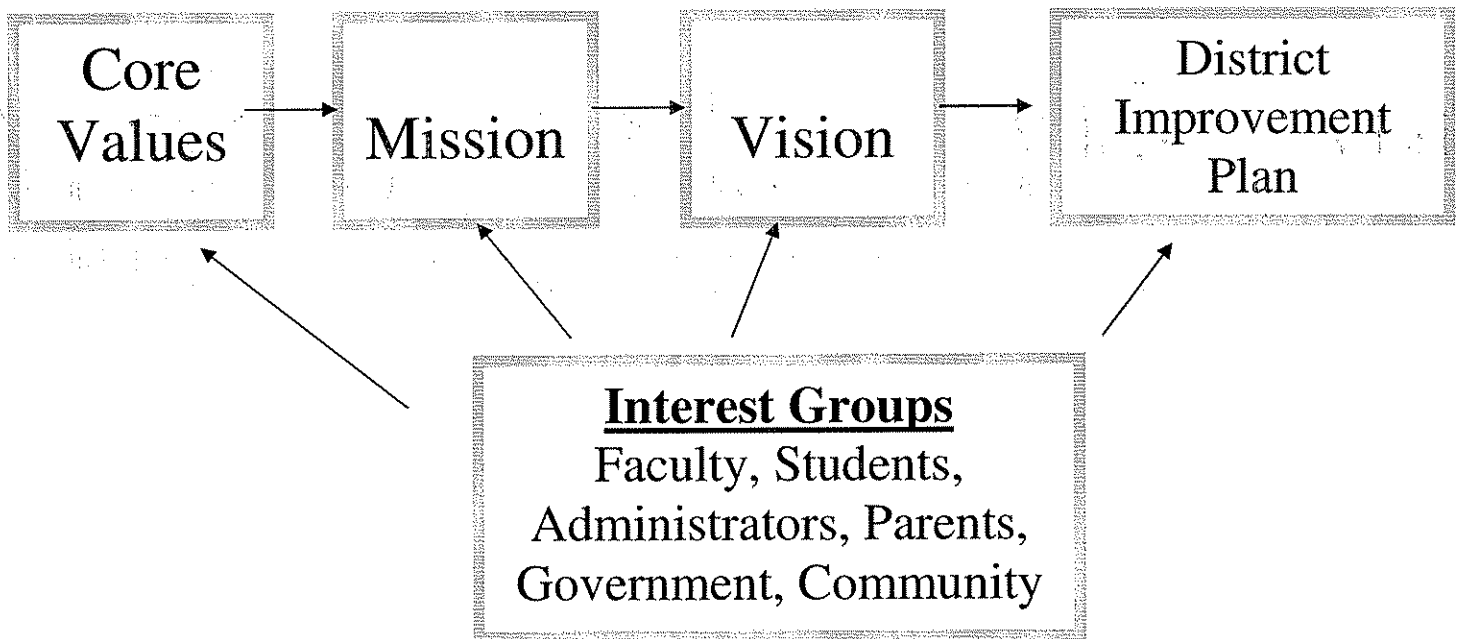 Core
Values
Mission
Vision
District
Improvement
Plan
Interest Groups
Faculty, Students,
Administrators, Parents,
Government, Community